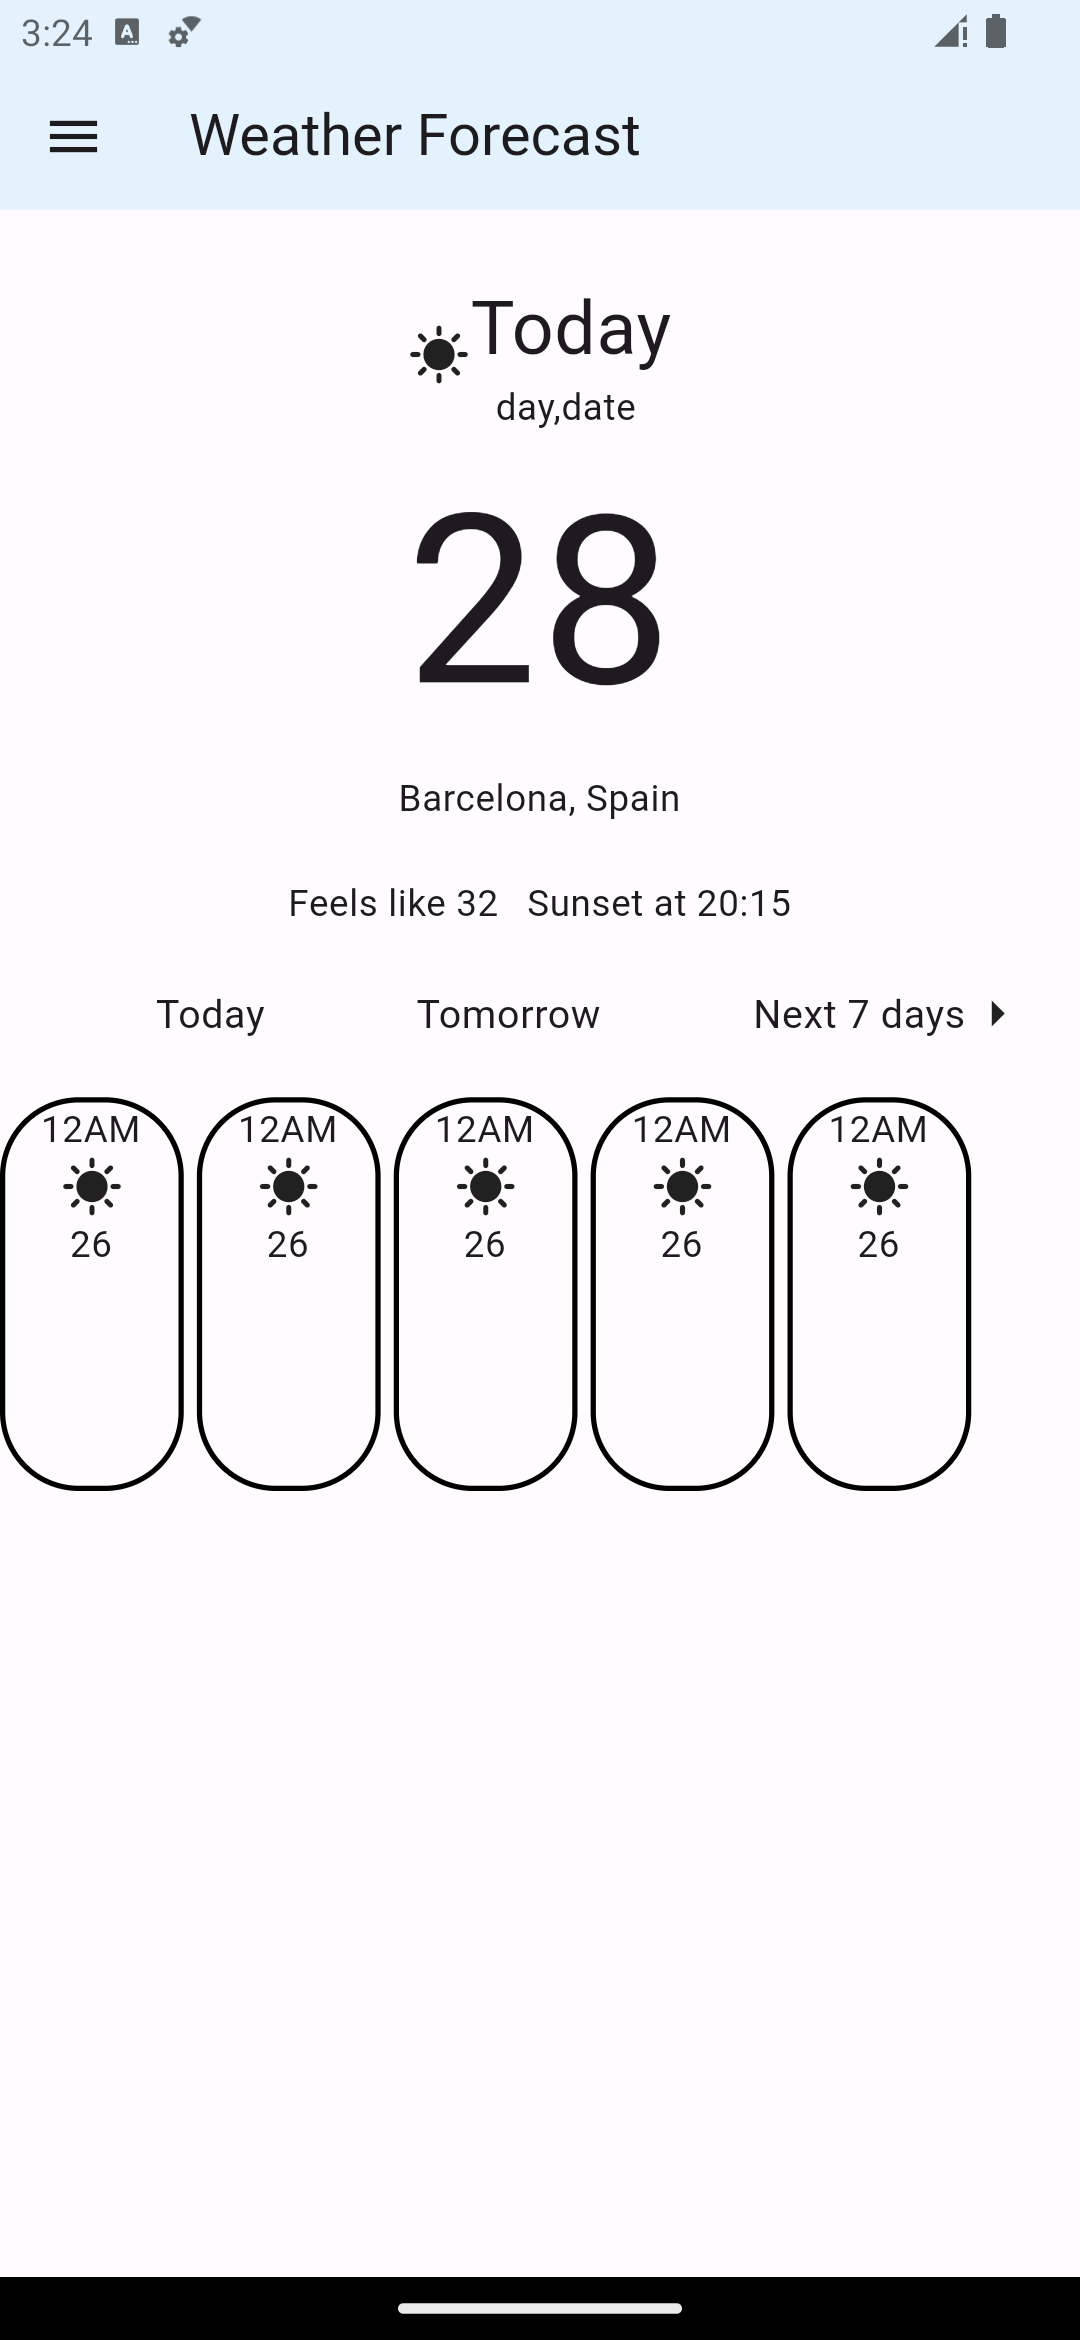 3:24
Weather Forecast
Today
day,date
28
Barcelona, Spain
Feels like 32 Sunset at 20:15
Today Tomorrow Next 7 days
12AM 12AM 12AM 12AM 12AM
26 26 26 26 26